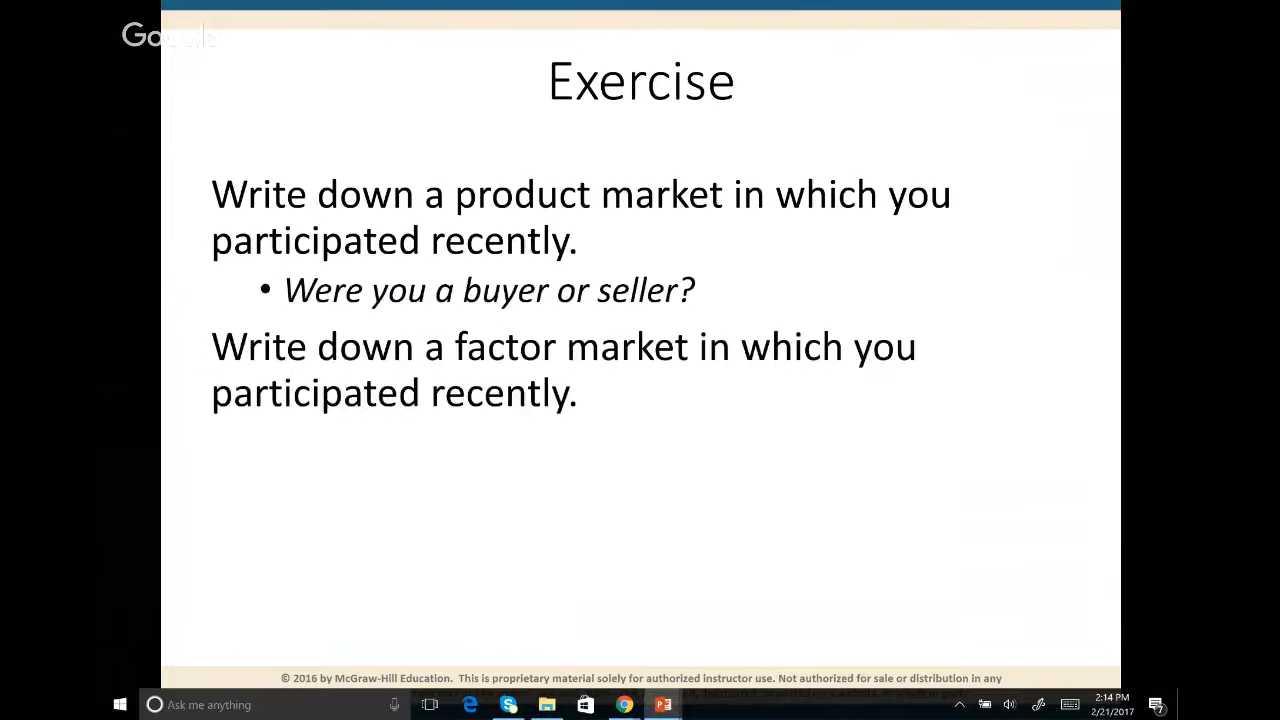 Google
Exercise
Write down a product market in which you
participated recently.
• Were you a buyer or seller?
Write down a factor market in which you
participated recently.
© 2016 by McGraw-Hill Education. This is proprietary material solely for authorized instructor use. Not authorized for sale or distribution in any
Ask me anything
2:14 PM
2/21/2017
7